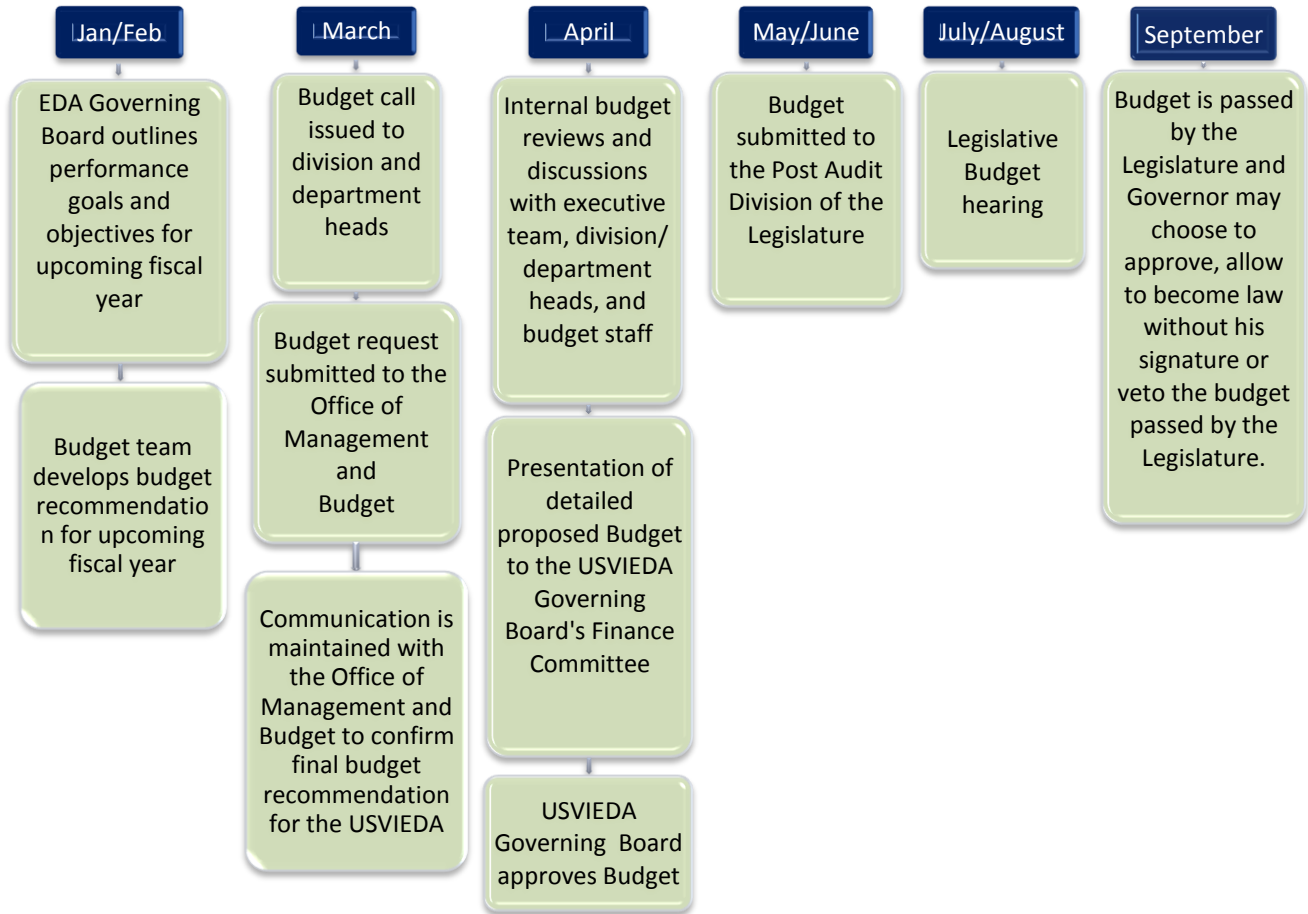 Jan/Feb
EDA Governing
Board outlines
performance
goals and
objectives for
upcoming fiscal
year
Budget team
develops budget
recommendatio
n for upcoming
fiscal year
March
Budget call
issued to
division and
department
heads
Budget request
submitted to the
Office of
Management
and
Budget
Communication is
maintained with
the Office of
Management and
Budget to confirm
final budget
recommendation
for the USVIEDA
April
Internal budget
reviews and
discussions
with executive
team, division/
department
heads, and
budget staff
Presentation of
detailed
proposed Budget
to the USVIEDA
Governing
Board's Finance
Committee
USVIEDA
Governing Board
approves Budget
May/June
Budget
submitted to
the Post Audit
Division of the
Legislature
July/August
Legislative
Budget
hearing
September
Budget is passed
by the
Legislature and
Governor may
choose to
approve, allow
to become law
without his
signature or
veto the budget
passed by the
Legislature.